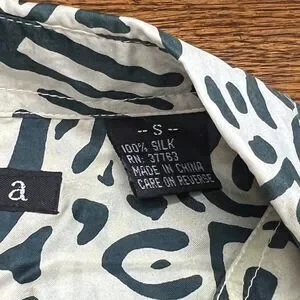 -- S --
100% SILK
RN: 37763
MADE IN CHINA
CARE ON REVERSE
a